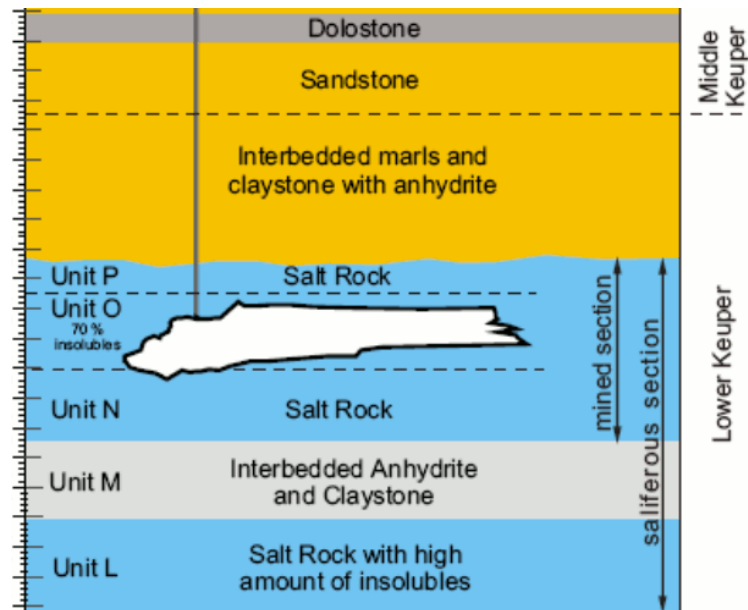 Dolostone
Sandstone
Middle
Keuper
Interbedded marls and
claystone with anhydrite
Unit P
Salt Rock
Unit O
70 %
insolubles
Unit N
Salt Rock
mined section
saliferous section
Lower Keuper
Unit M
Interbedded Anhydrite
and Claystone
Unit L
Salt Rock with high
amount of insolubles